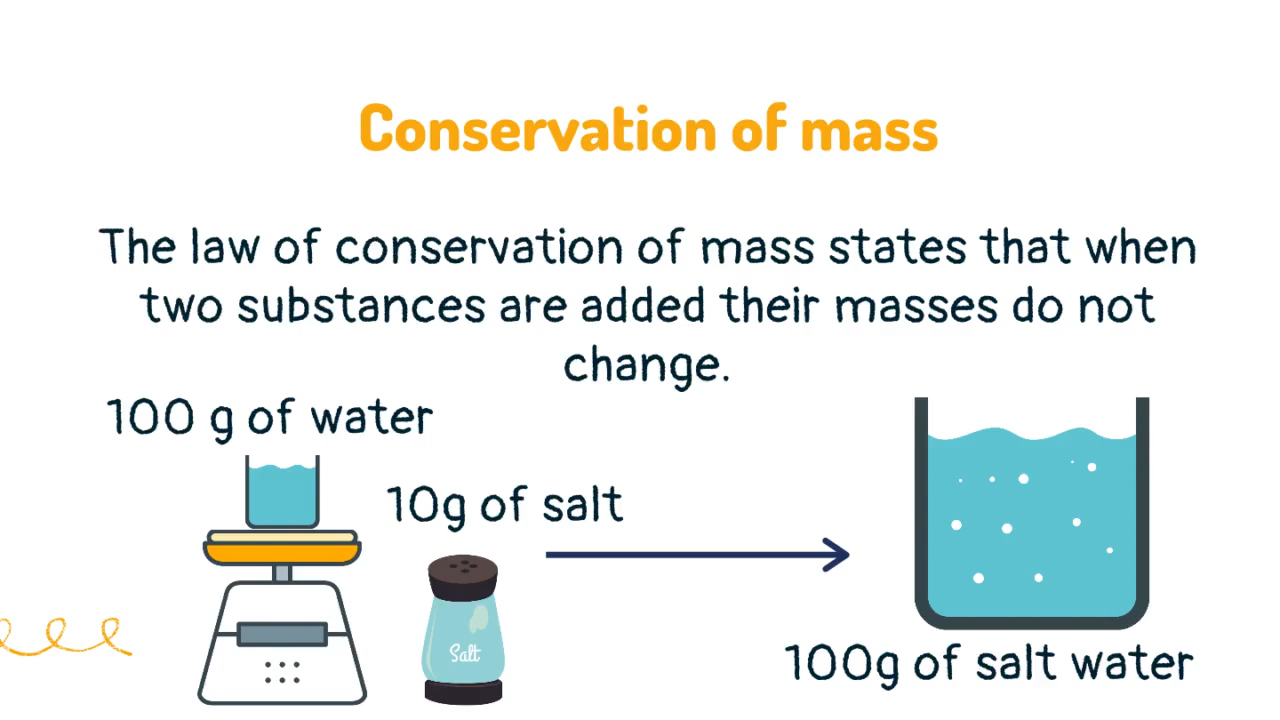 Conservation of mass
The law of conservation of mass states that when
two substances are added their masses do not
change.
100 g of water
10g of salt
Salt
100g of salt water